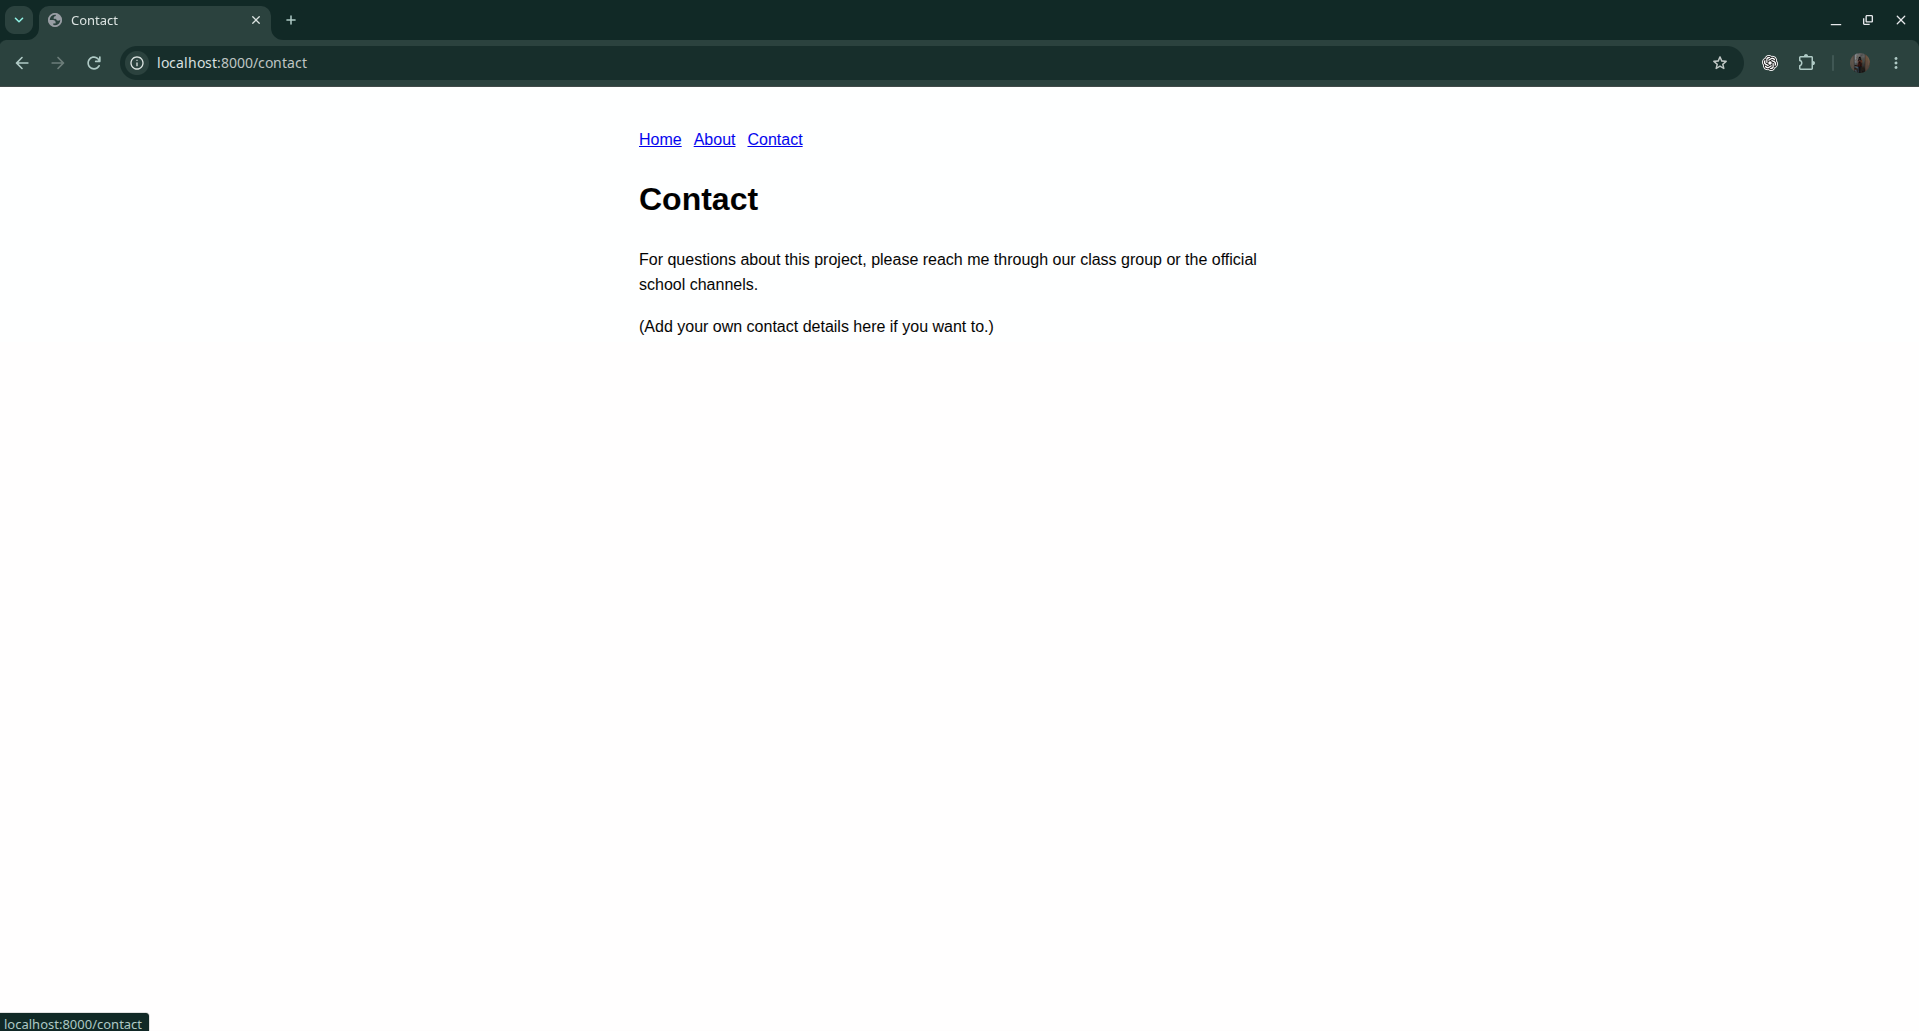 Contact
localhost:8000/contact
Home About Contact
Contact
For questions about this project, please reach me through our class group or the official
school channels.
(Add your own contact details here if you want to.)
localhost:8000/contact